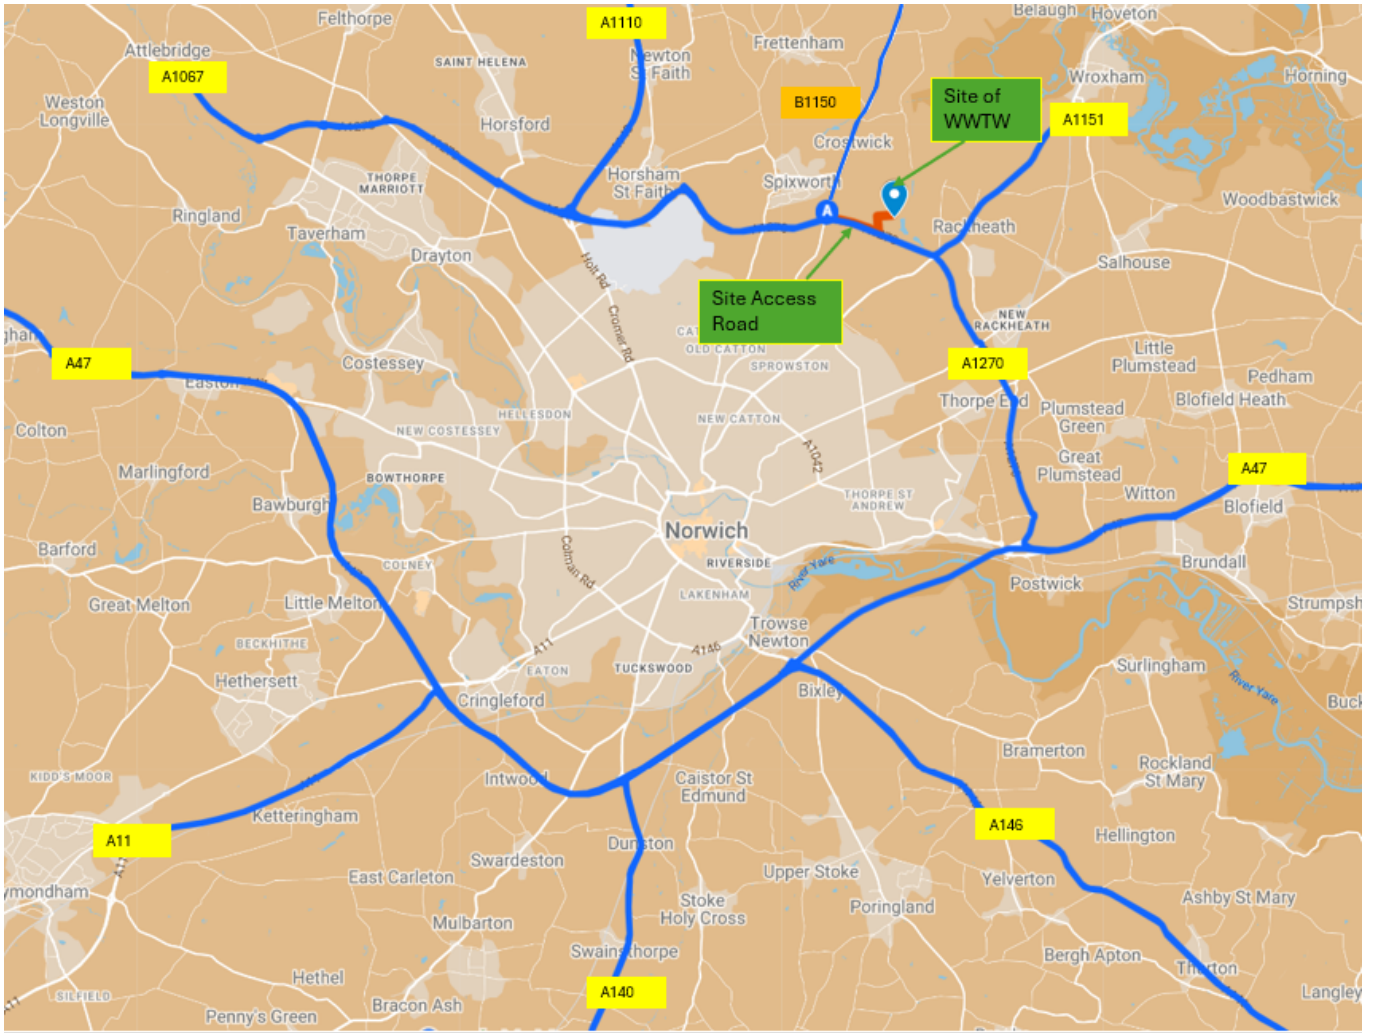 Felthorpe
A1110
Belaugh
Hoveton
Attlebridge
SAINT HELENA
Newton
St Faith
Frettenham
A1067
Wroxham
Horning
Weston
Longville
B1150
Site of
WWTW
A1151
A1270
Horsford
Crostwick
THORPE
MARRIOTT
Horsham
St Faith
Spixworth
A
Woodbastwick
Ringland
Taverham
Rackheath
Drayton
Holt Rd
Salhouse
Site Access
Road
Cromer Rd
NEW
RACKHEATH
gham
A47
Costessey
OLD CATTON
SPROWSTON
A1270
Little
Plumstead
Easton
Pedham
Thorpe End
Blofield Heath
HELLESDON
NEW CATTON
Plumstead
Green
Colton
NEW COSTESSEY
A1042
Marlingford
BOWTHORPE
Great
Plumstead
A47
Bawburgh
THORPE ST
ANDREW
Witton
Blofield
Norwich
Barford
Colman Rd
COLNEY
RIVERSIDE
River Yare
Brundall
Postwick
Great Melton
Little Melton
LAKENHAM
Strumpsh
Trowse
Newton
BECKHITHE
A11
A146
EATON
TUCKSWOOD
Surlingham
Hethersett
Cringleford
Bixley
River Yare
Buck
Bramerton
KIDD'S MOOR
Intwood
Caistor St
Edmund
Rockland
St Mary
Ketteringham
A11
A146
Hellington
Dunston
Swardeston
ymondham
East Carleton
Upper Stoke
Yelverton
Ashby St Mary
Stoke
Holy Cross
Poringland
Mulbarton
Swainsthorpe
Bergh Apton
Thurton
Hethel
A140
SILFIELD
A11
Bracon Ash
Langley
Penny's Green